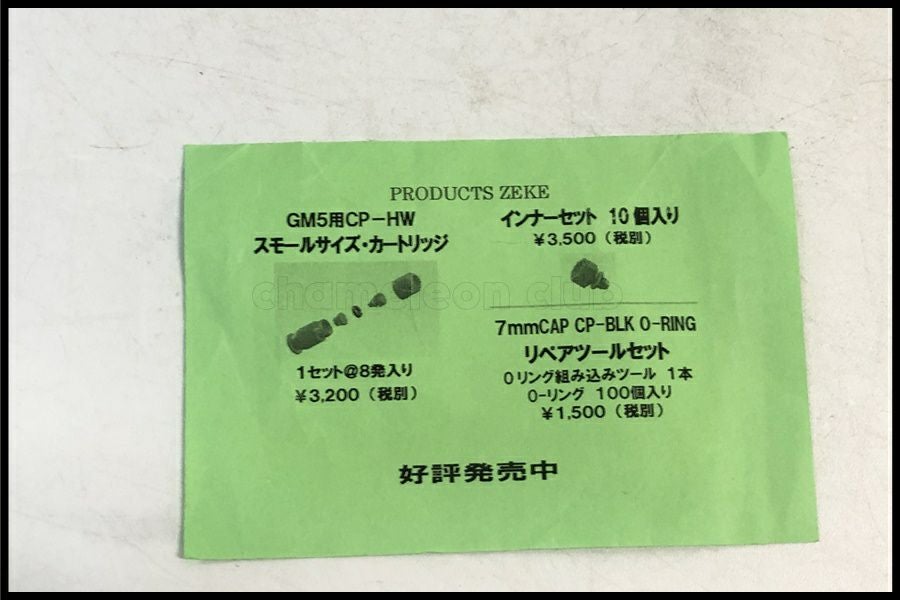 PRODUCTS ZEKE
GM5用CP-HW
スモールサイズ・カートリッジ
1セット@8発入り
¥3,200（税別）
インナーセット 10個入り
¥3,500（税別）
7mmCAP CP-BLK O-RING
リペアツールセット
Oリング組み込みツール 1本
O-リング 100個入り
¥1,500（税別）
好評発売中
chamaeleon club